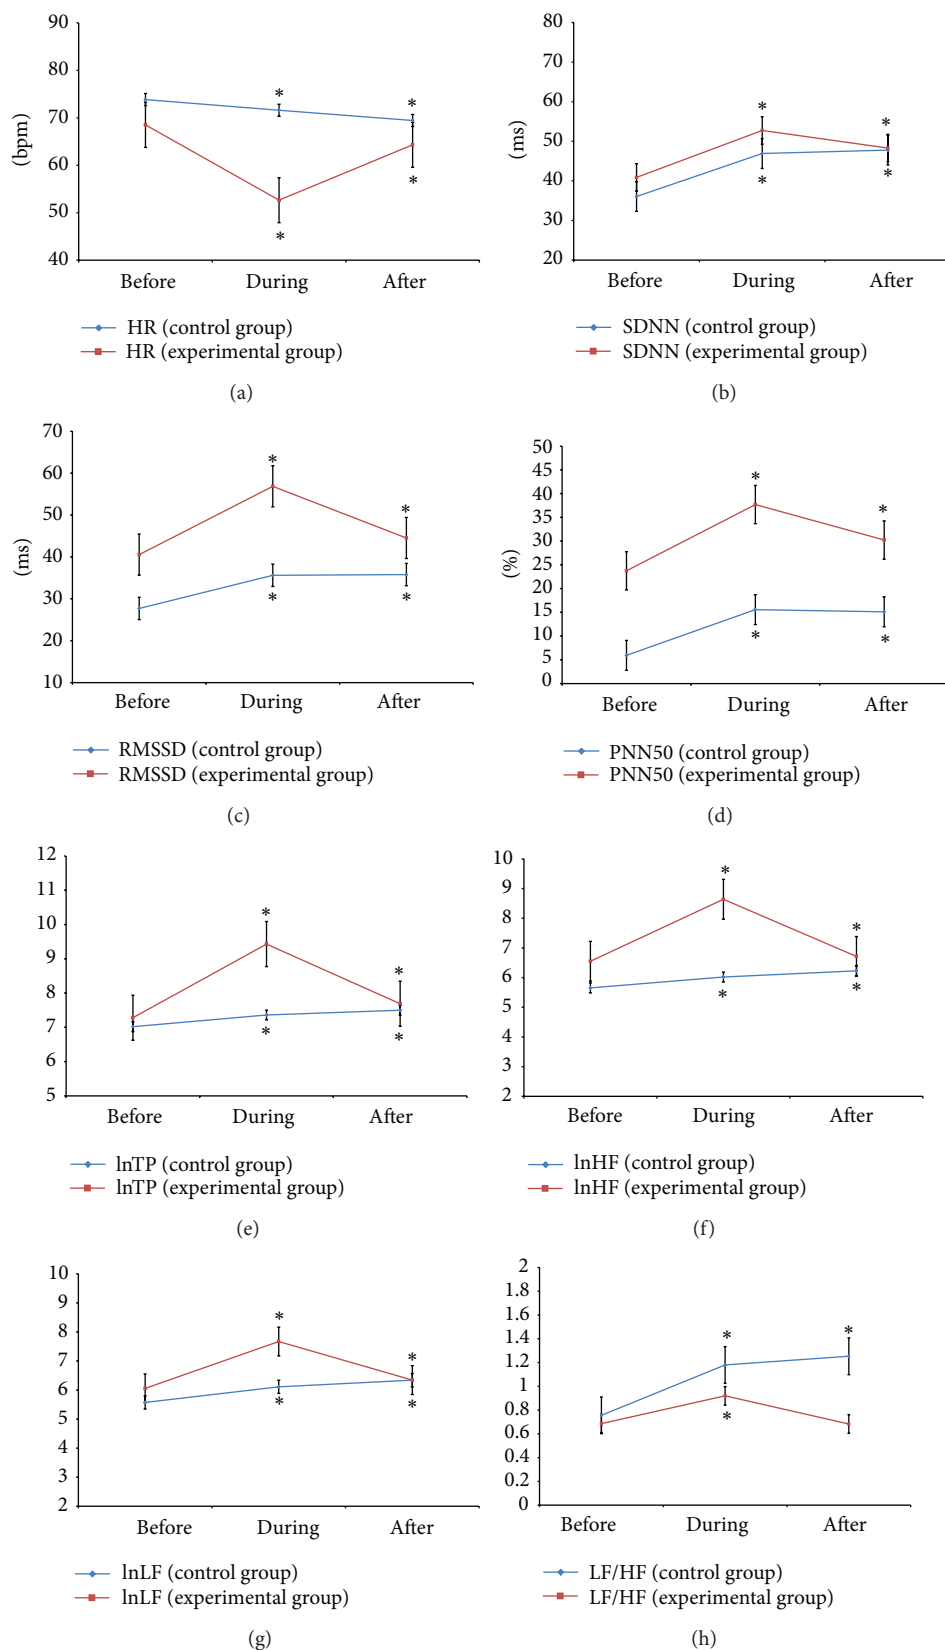 90
80
70
60
50
40
(bpm)
* *
* *
Before During After
HR (control group)
HR (experimental group)
(a)
80
70
60
50
40
30
20
(ms)
* *
* *
Before During After
SDNN (control group)
SDNN (experimental group)
(b)
70
60
50
40
30
20
10
(ms)
* *
* *
Before During After
RMSSD (control group)
RMSSD (experimental group)
(c)
50
45
40
35
30
25
20
15
10
5
0
(%)
* *
* *
Before During After
PNN50 (control group)
PNN50 (experimental group)
(d)
12
11
10
9
8
7
6
5
* *
* *
Before During After
lnTP (control group)
lnTP (experimental group)
(e)
10
9
8
7
6
5
4
3
2
* *
* *
Before During After
lnHF (control group)
lnHF (experimental group)
(f)
10
9
8
7
6
5
4
3
2
* *
* *
Before During After
lnLF (control group)
lnLF (experimental group)
(g)
2
1.8
1.6
1.4
1.2
1
0.8
0.6
0.4
0.2
0
* *
*
Before During After
LF/HF (control group)
LF/HF (experimental group)
(h)